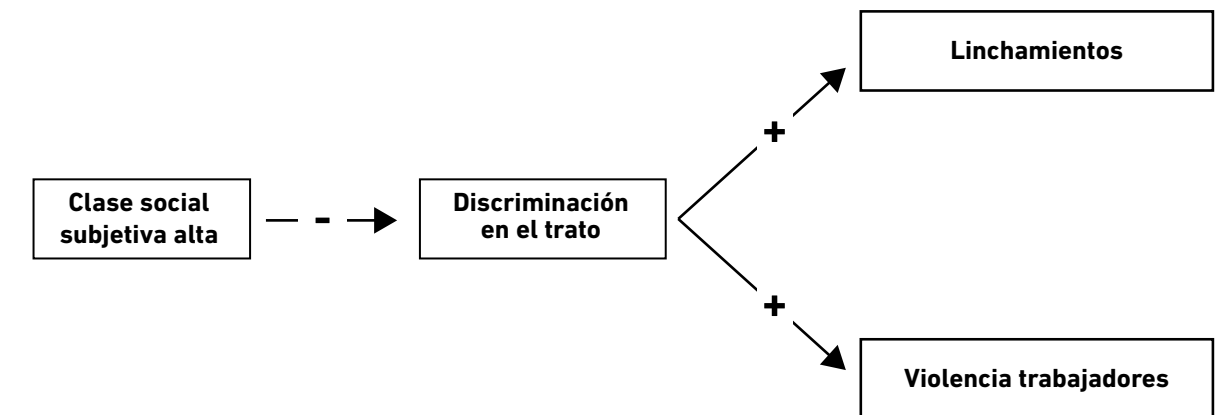 Linchamientos
+
Clase social
subjetiva alta
-
Discriminación
en el trato
+
Violencia trabajadores